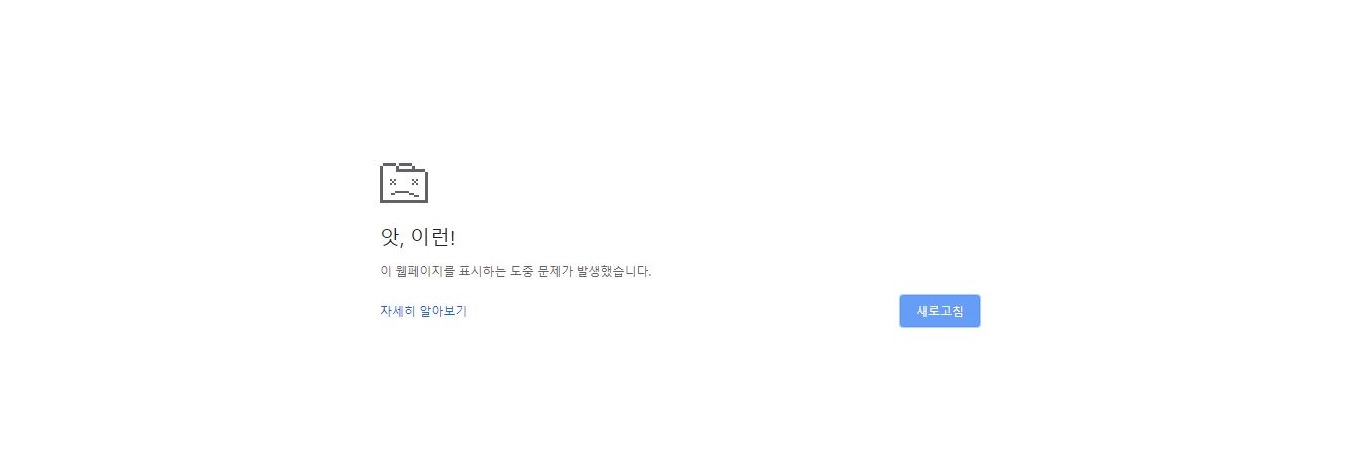 앗, 이런!
이 웹페이지를 표시하는 도중 문제가 발생했습니다.
자세히 알아보기
새로고침